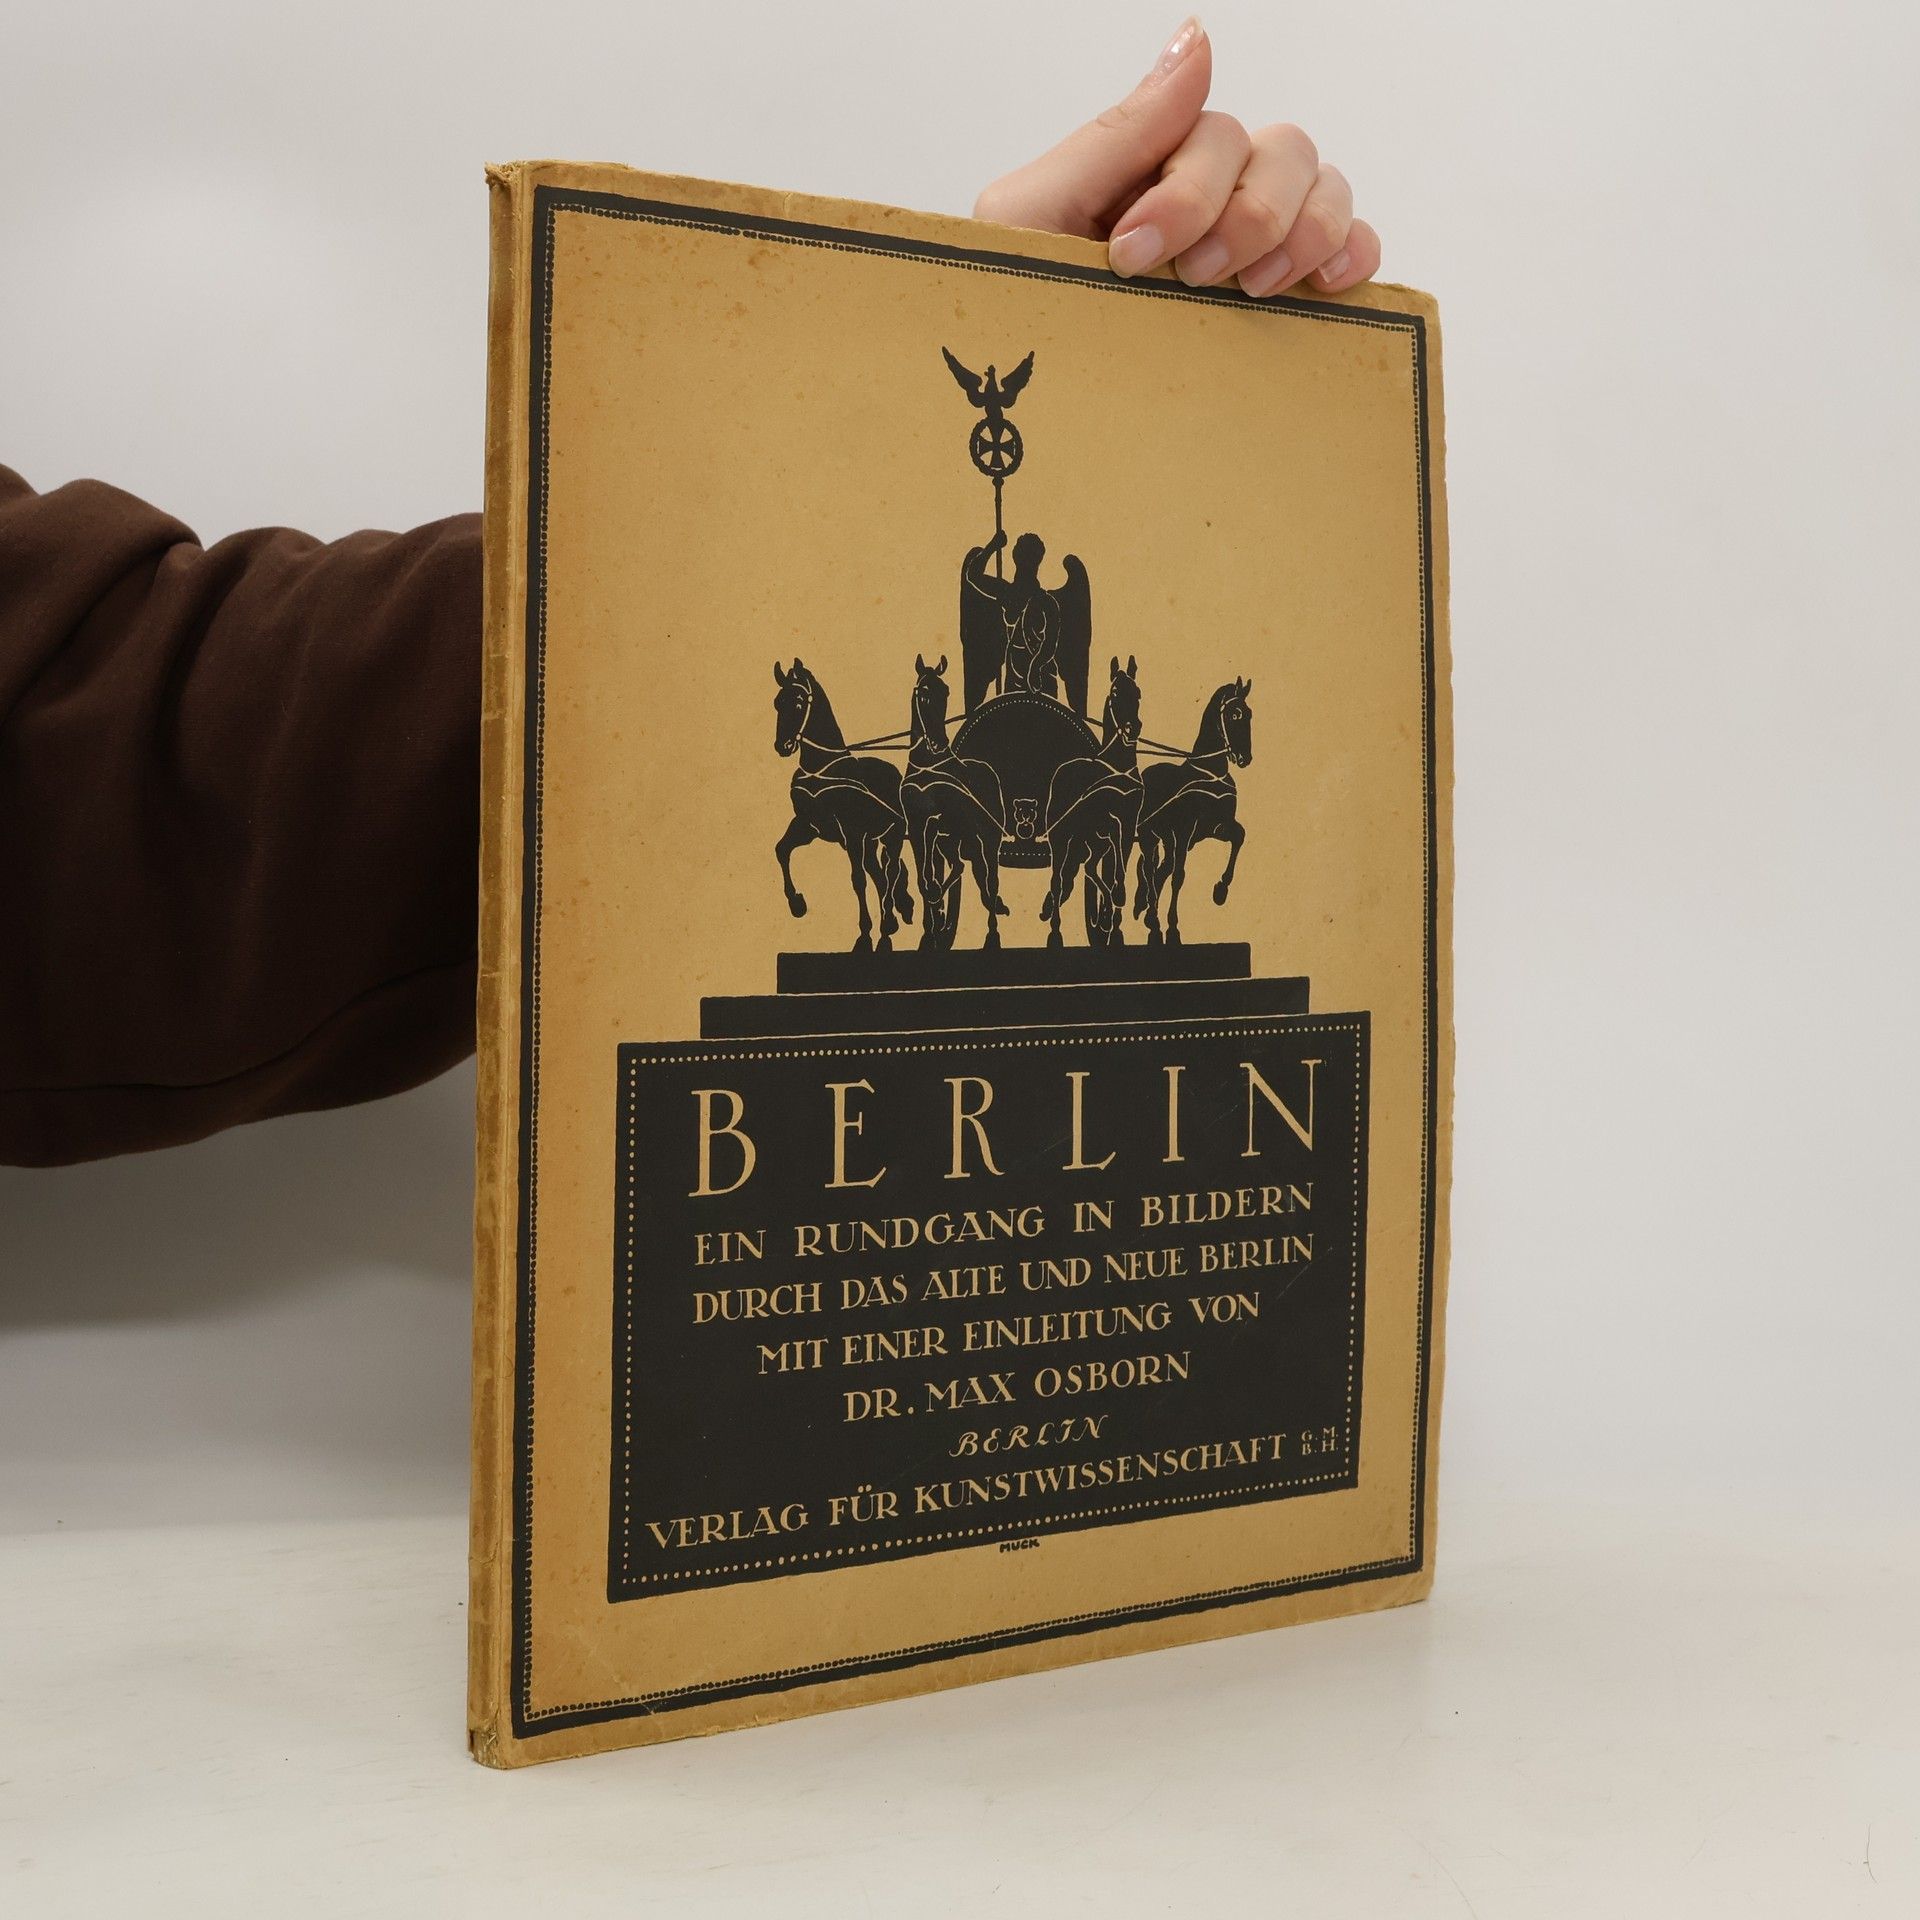 BERLIN
EIN RUNDGANG IN BILDERN
DURCH DAS ALTE UND NEUE BERLIN
MIT EINER EINLEITUNG VON
DR. MAX OSBORN
BERLIN
VERLAG FÜR KUNSTWISSENSCHAFT G.M.B.H.
MUCK